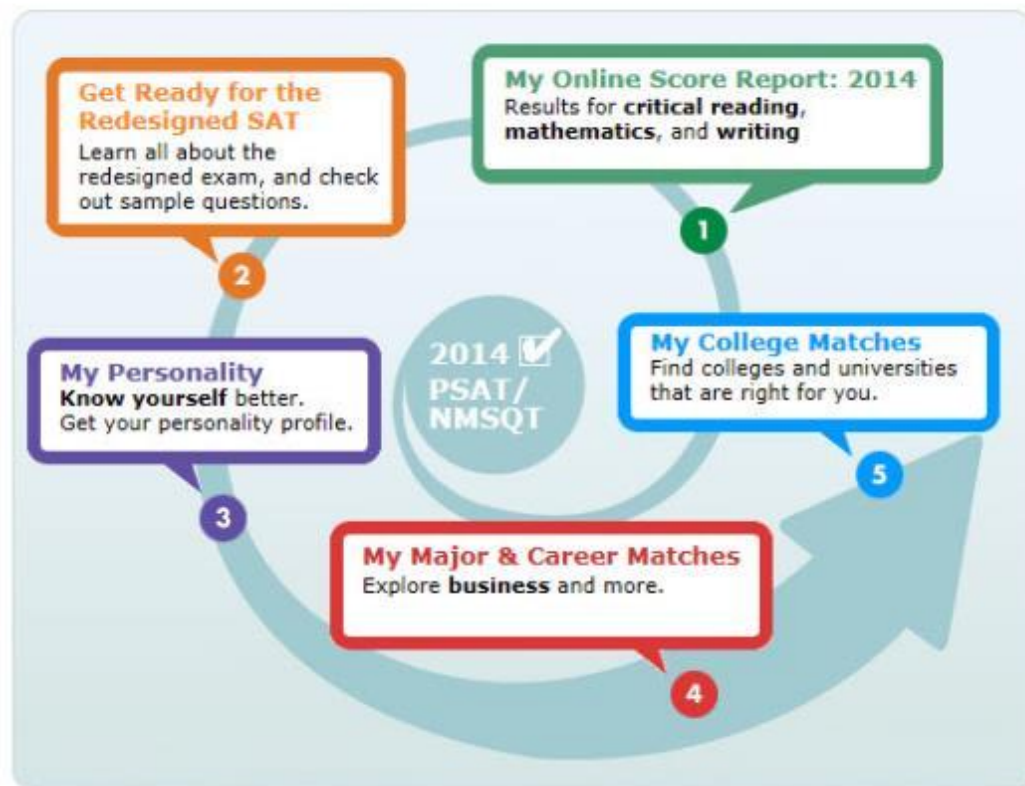 2014
PSAT/
NMSQT
My Online Score Report: 2014
Results for critical reading,
mathematics, and writing
1
Get Ready for the
Redesigned SAT
Learn all about the
redesigned exam, and check
out sample questions.
2
My Personality
Know yourself better.
Get your personality profile.
3
My Major & Career Matches
Explore business and more.
4
My College Matches
Find colleges and universities
that are right for you.
5